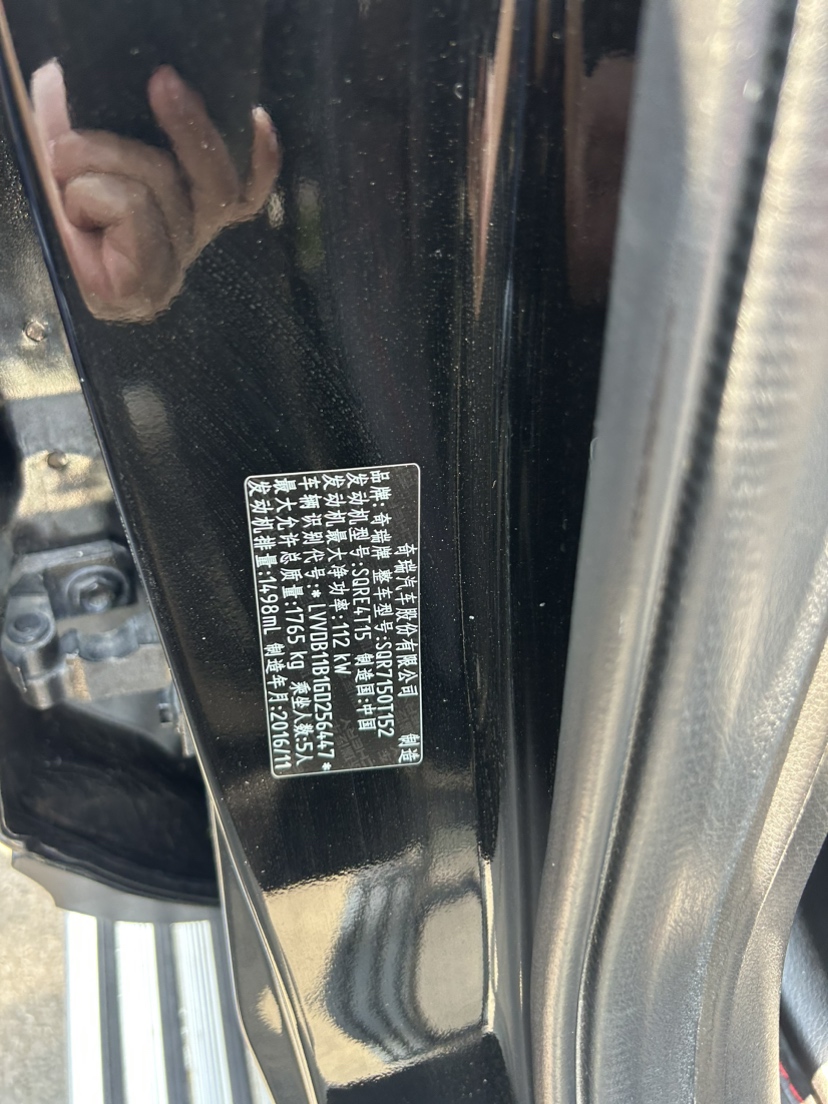 奇瑞汽车股份有限公司 制造
品牌:奇瑞牌 整车型号:SQR7150T152
发动机型号:SQRE4T15 制造国:中国
发动机最大净功率:112 kW
车辆识别代号:*LVVDB11B1GD256447*
最大允许总质量:1765 kg 乘坐人数:5人
发动机排量:1498mL 制造年月:2016/11